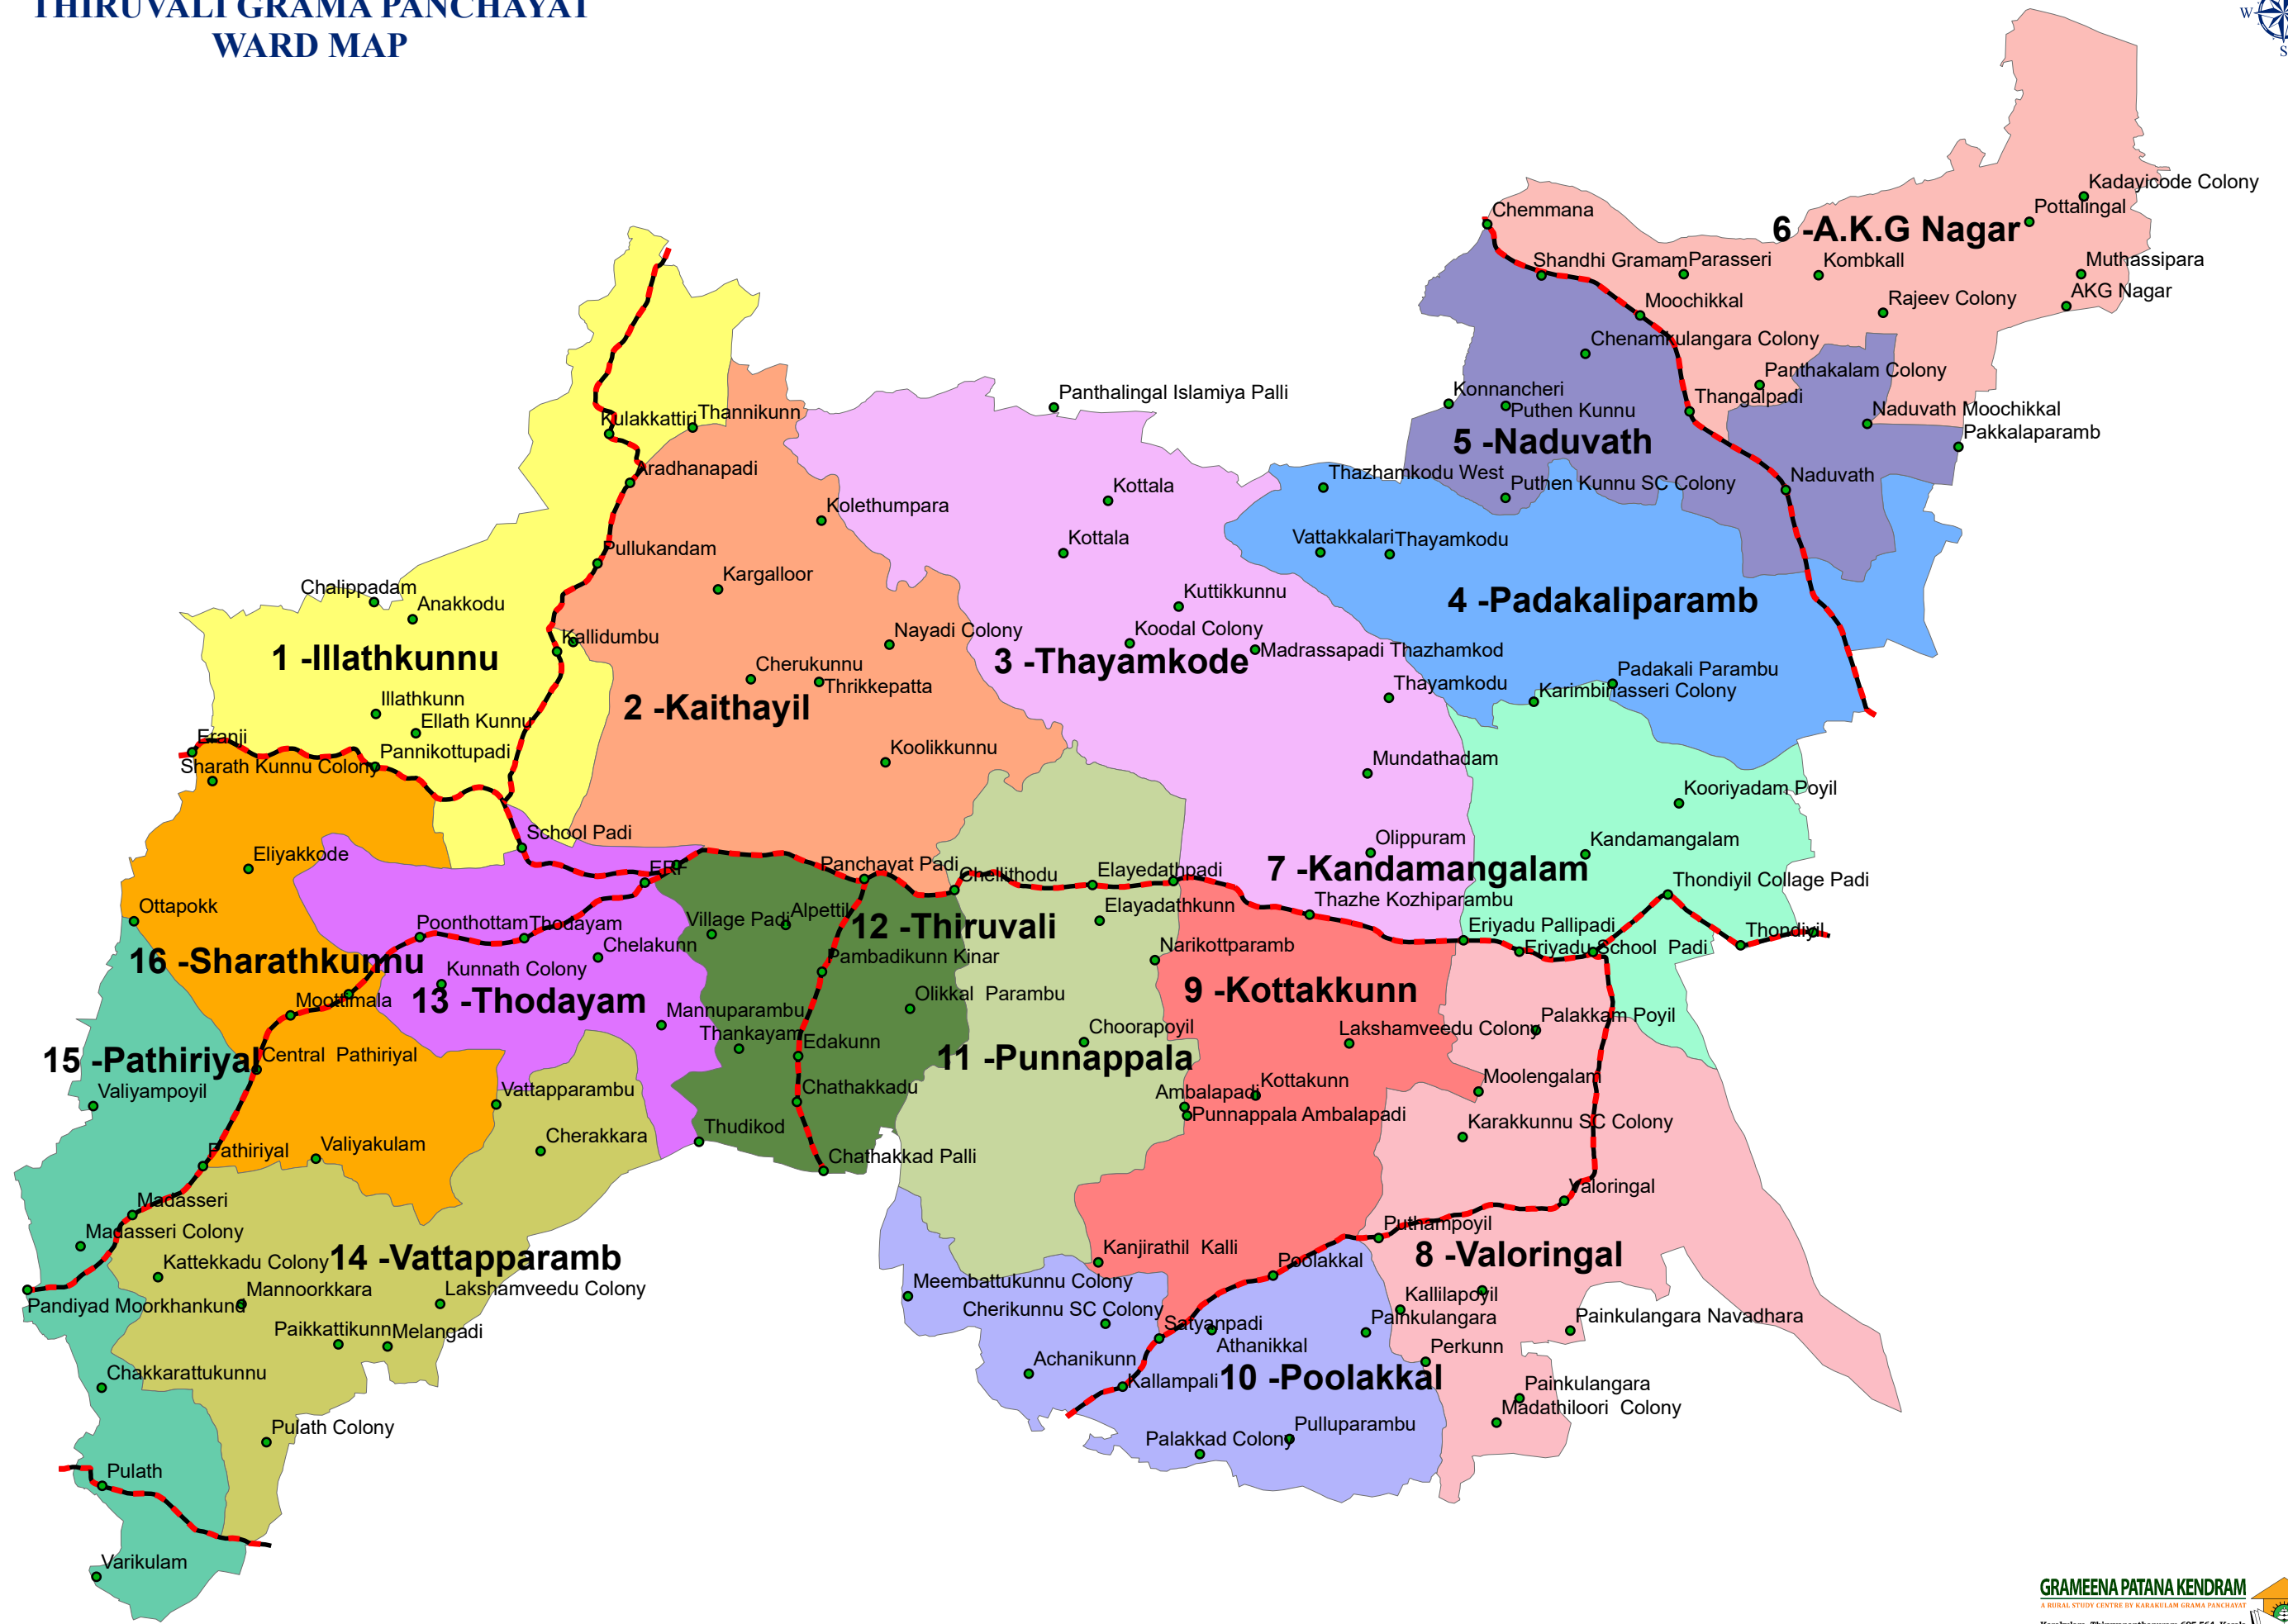 THIRUVALI GRAMA PANCHAYAT
WARD MAP
W
S
Kadayicode Colony
Pottalingal
Chemmana
6 -A.K.G Nagar
Shandhi Gramam
Parasseri
Kombkall
Muthassipara
AKG Nagar
Rajeev Colony
Moochikkal
Chenamkulangara Colony
Panthakalam Colony
Konnancheri
Puthen Kunnu
Thangalpadi
Naduvath Moochikkal
Pakkalaparamb
5 -Naduvath
Panthalingal Islamiya Palli
Kulakkattiri
Thannikunn
Aradhanapadi
Thazhamkodu West
Puthen Kunnu SC Colony
Naduvath
Kottala
Kolethumpara
Kottala
Vattakkalari
Thayamkodu
Pullukandam
Kargalloor
Chalippadam
Anakkodu
Kuttikkunnu
4 -Padakaliparamb
Kallidumbu
Nayadi Colony
Koodal Colony
1 -Illathkunnu
3 -Thayamkode
Madrassapadi Thazhamkod
Cherukunnu
Thrikkepatta
Padakali Parambu
Thayamkodu
Karimbinasseri Colony
2 -Kaithayil
Illathkunn
Ellath Kunnu
Eranji
Pannikottupadi
Koolikkunnu
Sharath Kunnu Colony
Mundathadam
Kooriyadam Poyil
School Padi
Olippuram
Kandamangalam
Eliyakkode
ERF
Panchayat Padi
Chellithodu
Elayedathpadi
7 -Kandamangalam
Thondiyil Collage Padi
Ottapokk
Poonthottam
Thodayam
Village Padi
Alpettil
12 -Thiruvali
Elayadathkunn
Thazhe Kozhiparambu
Eriyadu Pallipadi
Thondiyil
Chelakunn
Narikottparamb
Eriyadu School  Padi
16 -Sharathkunnu
Kunnath Colony
Pambadikunn Kinar
9 -Kottakkunn
Moottimala
13 -Thodayam
Mannuparambu
Olikkal  Parambu
Palakkam Poyil
Thankayam
Edakunn
Choorapoyil
Lakshamveedu Colony
15 -Pathiriyal
Central  Pathiriyal
11 -Punnappala
Valiyampoyil
Vattapparambu
Chathakkadu
Ambalapadi
Kottakunn
Moolengalam
Punnappala Ambalapadi
Karakkunnu SC Colony
Thudikod
Cherakkara
Pathiriyal
Valiyakulam
Chathakkad Palli
Madasseri
Valoringal
Madasseri Colony
Puthampoyil
Kattekkadu Colony
14 -Vattapparamb
Kanjirathil  Kalli
Poolakkal
8 -Valoringal
Mannoorkkara
Lakshamveedu Colony
Meembattukunnu Colony
Kallilapoyil
Pandiyad Moorkhankund
Cherikunnu SC Colony
Satyanpadi
Painkulangara
Painkulangara Navadhara
Paikkattikunn
Melangadi
Athanikkal
Perkunn
Achanikunn
Chakkarattukunnu
Kallampali
10 -Poolakkal
Painkulangara
Madathiloori  Colony
Pulath Colony
Palakkad Colony
Pulluparambu
Pulath
Varikulam
GRAMEENA PATANA KENDRAM
A RURAL STUDY CENTRE BY KARAKULAM GRAMA PANCHAYAT